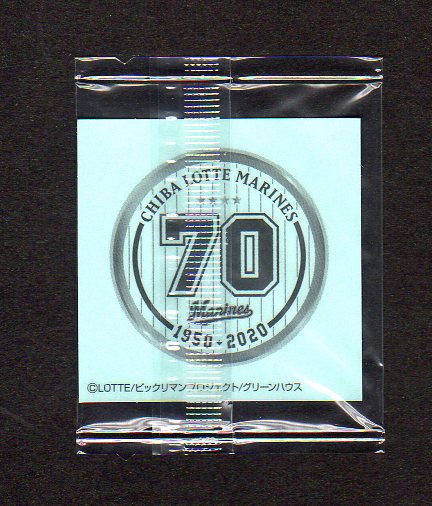 CHIBA LOTTE MARINES
70
Marines
1950 - 2020
©LOTTE/ビックリマンプロジェクト/グリーンハウス